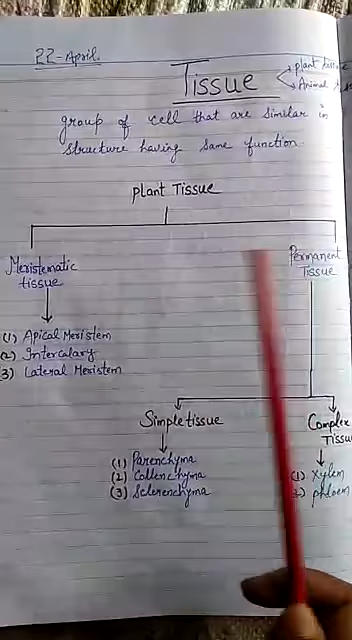 22-April.
Tissue
plant tissue
Animal
group of cell that are similar in
structure having same function.
plant Tissue
Meristematic
tissue
Permanent
Tissue
(1) Apical Meristem
(2) Intercalary
(3) Lateral Meristem
Simple tissue
Complex
Tissue
(1) Parenchyma
(2) Collenchyma
(3) Sclerenchyma
(1) Xylem
(2) phloem